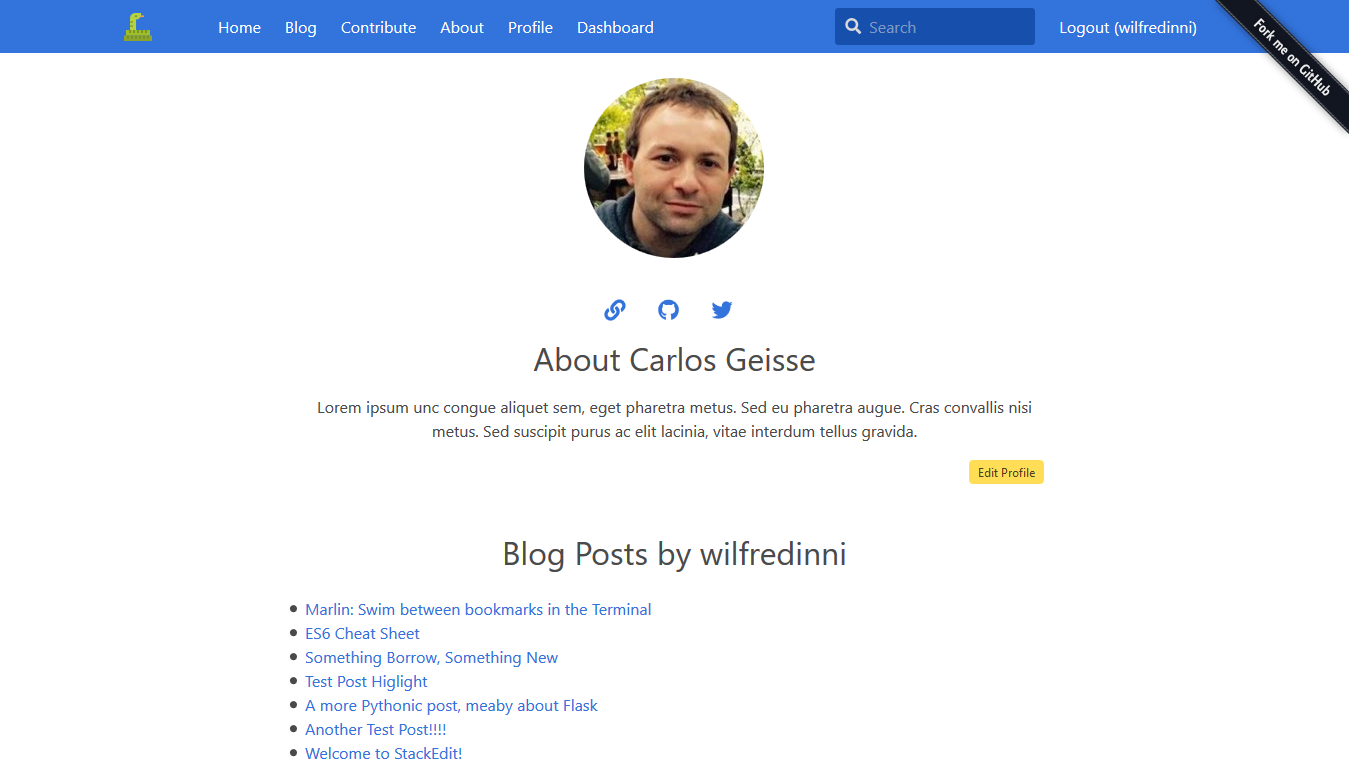 Home Blog Contribute About Profile Dashboard Search Logout (wilfredinni)
Fork me on GitHub
About Carlos Geisse
Lorem ipsum unc congue aliquet sem, eget pharetra metus. Sed eu pharetra augue. Cras convallis nisi
metus. Sed suscipit purus ac elit lacinia, vitae interdum tellus gravida.
Edit Profile
Blog Posts by wilfredinni
Marlin: Swim between bookmarks in the Terminal
ES6 Cheat Sheet
Something Borrow, Something New
Test Post Higlight
A more Pythonic post, meaby about Flask
Another Test Post!!!!
Welcome to StackEdit!